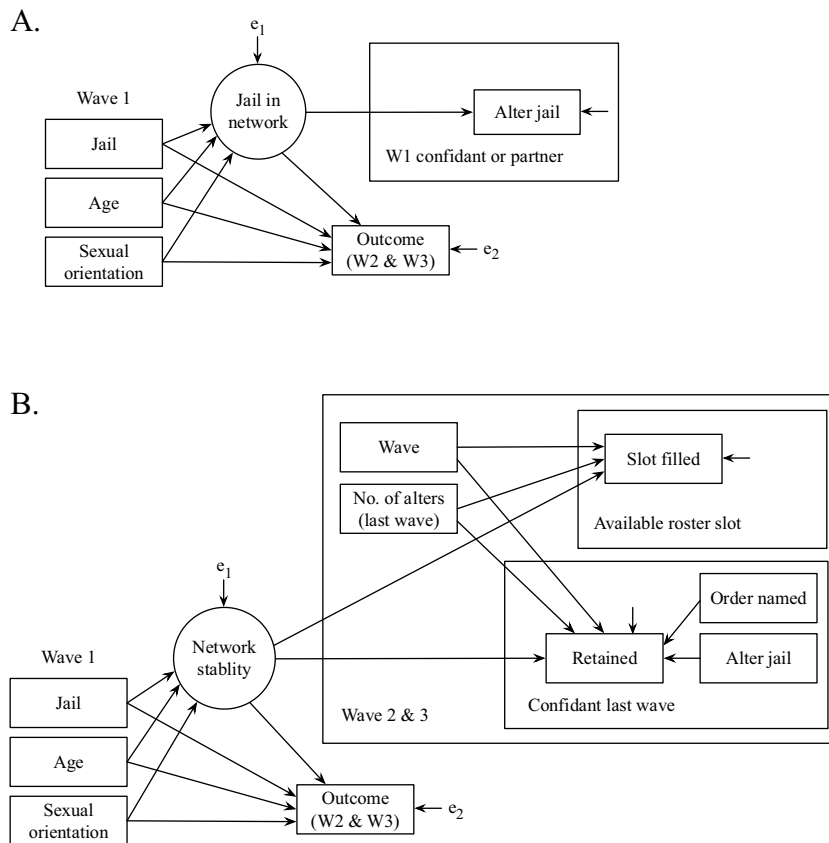 A.
e1
Wave 1
Jail in
network
Alter jail
Jail
W1 confidant or partner
Age
Sexual
orientation
Outcome
(W2 & W3)
e2
B.
Wave
Slot filled
No. of alters
(last wave)
Available roster slot
e1
Order named
Network
stablity
Wave 1
Retained
Alter jail
Jail
Confidant last wave
Wave 2 & 3
Age
Outcome
(W2 & W3)
e2
Sexual
orientation